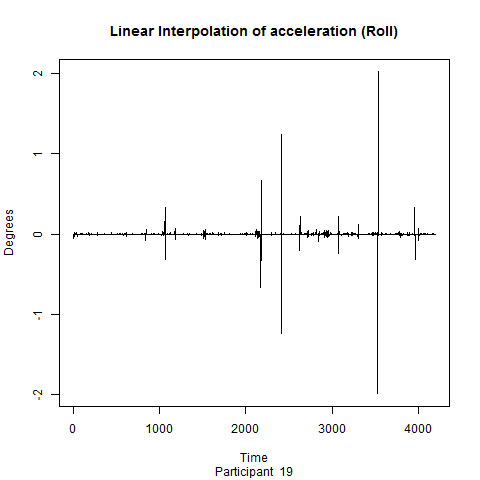 Linear Interpolation of acceleration (Roll)
Degrees
2
1
0
-1
-2
0 1000 2000 3000 4000
Time
Participant 19